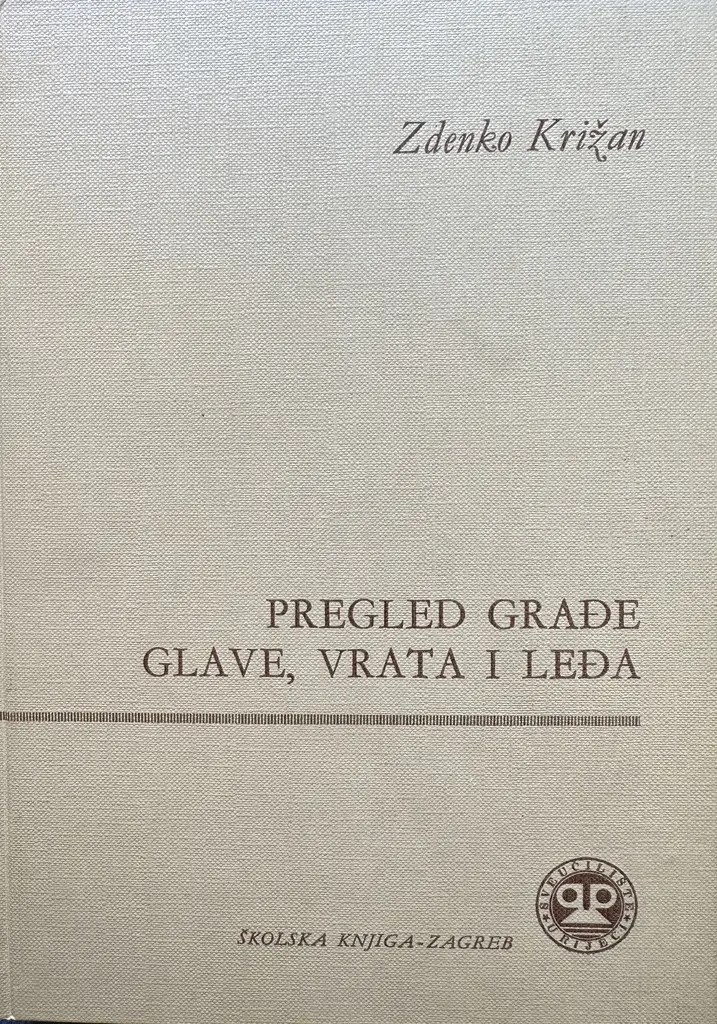 Zdenko Križan
PREGLED GRAĐE
GLAVE, VRATA I LEĐA
ŠKOLSKA KNJIGA-ZAGREB
SVEUČILIŠTE
U RIJECI